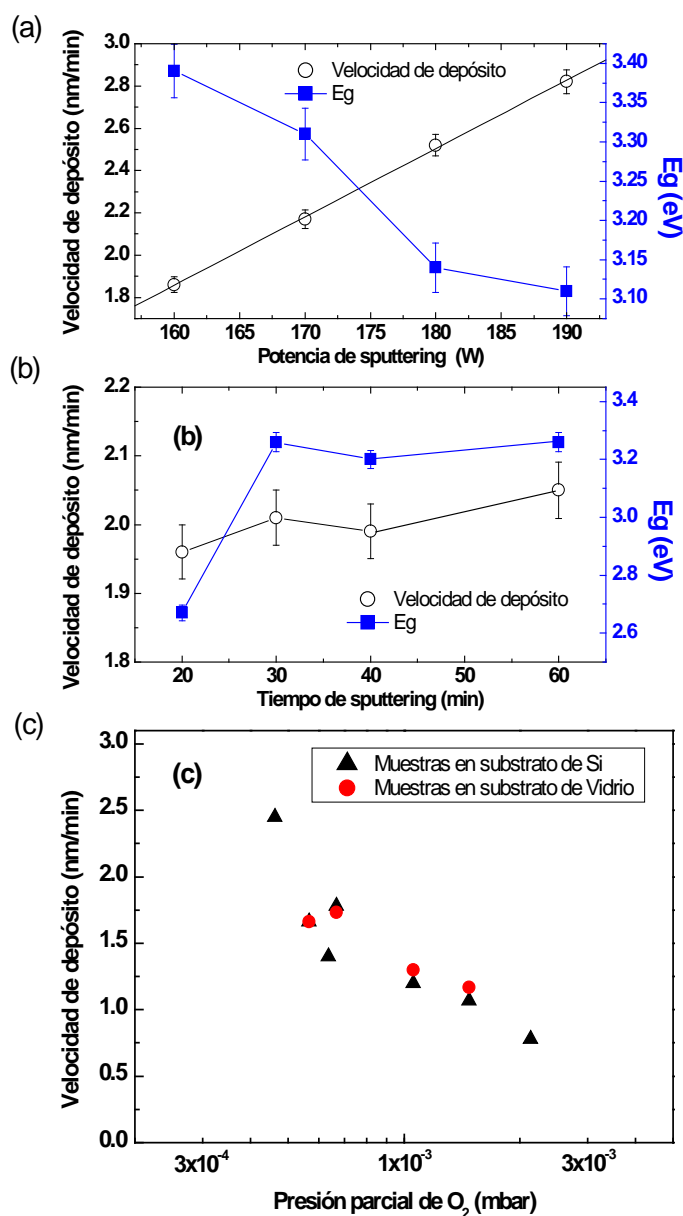 (a)
3.0
2.8
2.6
2.4
2.2
2.0
1.8
Velocidad de depósito (nm/min)
Velocidad de depósito
Eg
3.40
3.35
3.30
3.25
3.20
3.15
3.10
Eg (eV)
160 165 170 175 180 185 190
Potencia de sputtering (W)
(b)
(b)
2.2
2.1
2.0
1.9
1.8
Velocidad de depósito (nm/min)
Velocidad de depósito
Eg
3.4
3.2
3.0
2.8
2.6
Eg (eV)
20 30 40 50 60
Tiempo de sputtering (min)
(c)
(c)
3.0
2.5
2.0
1.5
1.0
0.5
0.0
Velocidad de depósito (nm/min)
Muestras en substrato de Si
Muestras en substrato de Vidrio
3x10⁻⁴ 1x10⁻³ 3x10⁻³
Presión parcial de O₂ (mbar)